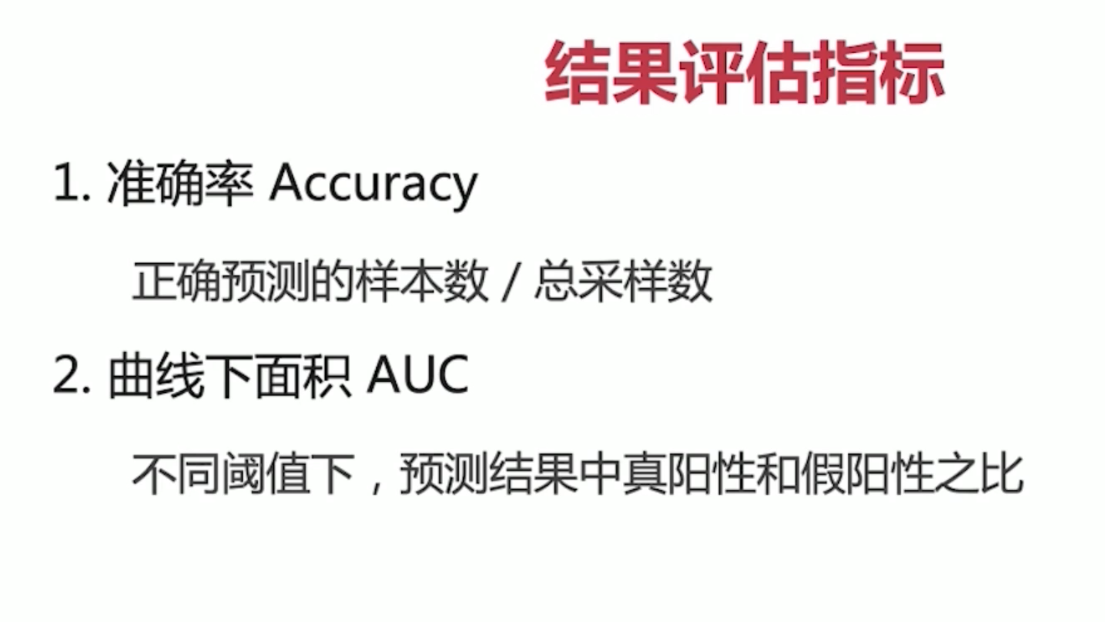 结果评估指标
1. 准确率 Accuracy
正确预测的样本数 / 总采样数
2. 曲线下面积 AUC
不同阈值下，预测结果中真阳性和假阳性之比